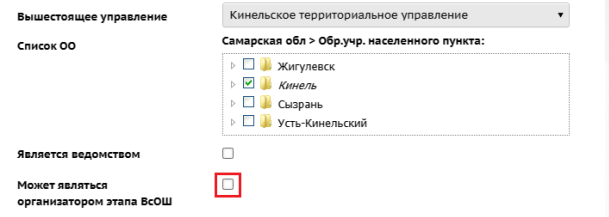 Вышестоящее управление
Кинельское территориальное управление
Список ОО
Самарская обл > Обр.учр. населенного пункта:
Жигулевск
Кинель
Сызрань
Усть-Кинельский
Является ведомством
Может являться
организатором этапа ВсОШ